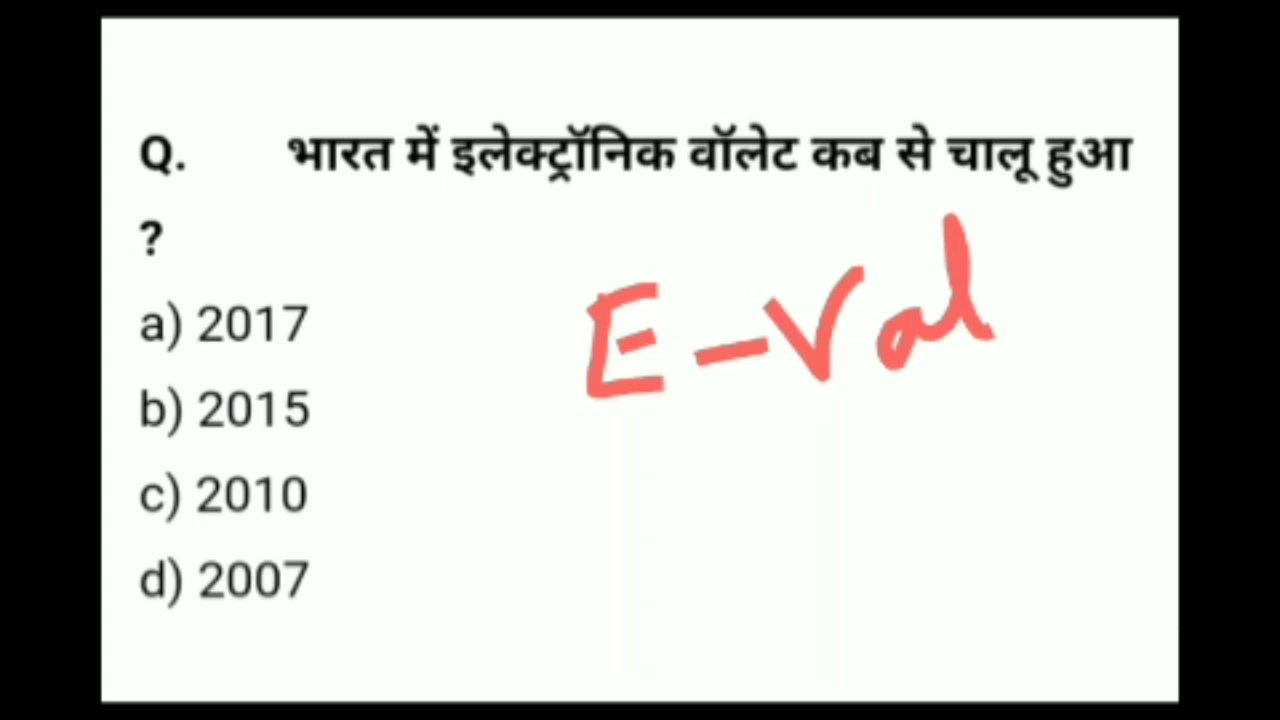 Q. भारत में इलेक्ट्रॉनिक वॉलेट कब से चालू हुआ
?
a) 2017
E-Val
b) 2015
c) 2010
d) 2007